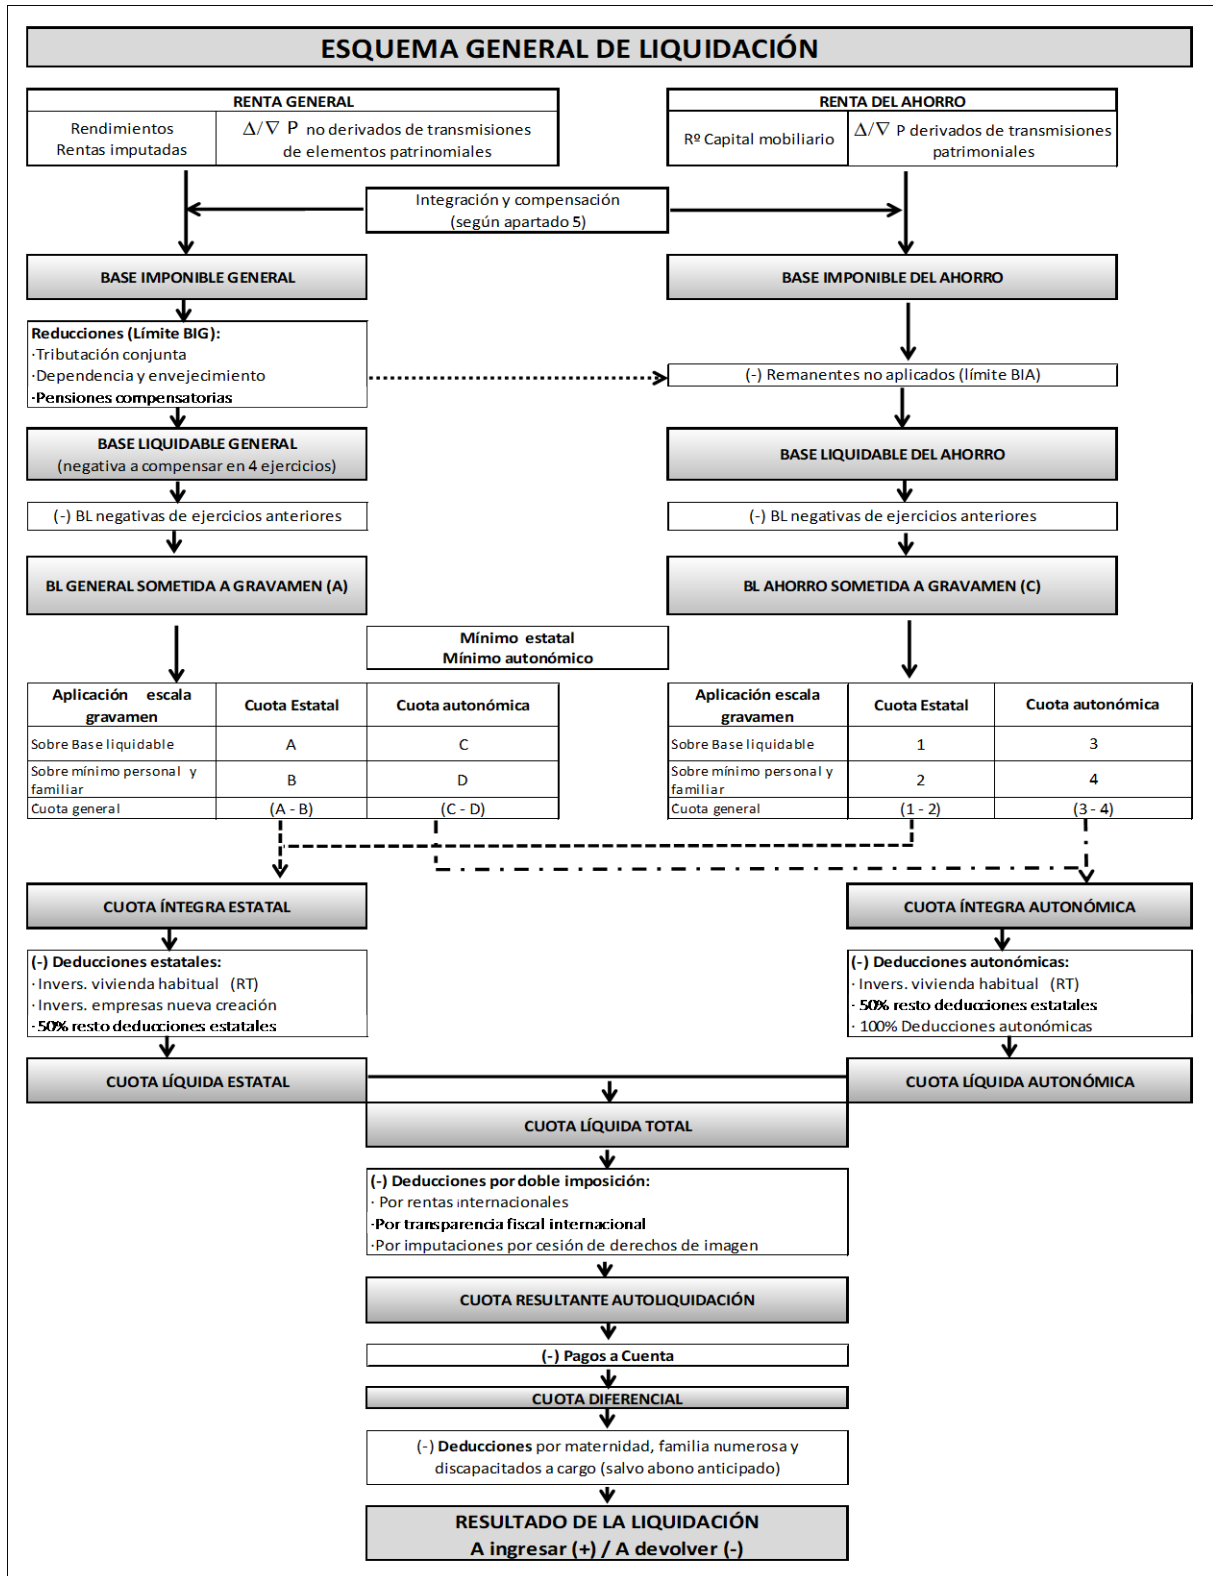 ESQUEMA GENERAL DE LIQUIDACIÓN
RENTA GENERAL
Rendimientos
Rentas imputadas
Δ/∇ P no derivados de transmisiones
de elementos patrinomiales
RENTA DEL AHORRO
Rº Capital mobiliario
Δ/∇ P derivados de transmisiones
patrimoniales
Integración y compensación
(según apartado 5)
BASE IMPONIBLE GENERAL
BASE IMPONIBLE DEL AHORRO
Reducciones (Límite BIG):
·Tributación conjunta
·Dependencia y envejecimiento
·Pensiones compensatorias
(-) Remanentes no aplicados (límite BIA)
BASE LIQUIDABLE GENERAL
(negativa a compensar en 4 ejercicios)
BASE LIQUIDABLE DEL AHORRO
(-) BL negativas de ejercicios anteriores
(-) BL negativas de ejercicios anteriores
BL GENERAL SOMETIDA A GRAVAMEN (A)
BL AHORRO SOMETIDA A GRAVAMEN (C)
Mínimo estatal
Mínimo autonómico
Aplicación escala
gravamen
Cuota Estatal
Cuota autonómica
Sobre Base liquidable
A
C
Sobre mínimo personal y
familiar
B
D
Cuota general
(A - B)
(C - D)
Aplicación escala
gravamen
Cuota Estatal
Cuota autonómica
Sobre Base liquidable
1
3
Sobre mínimo personal y
familiar
2
4
Cuota general
(1 - 2)
(3 - 4)
CUOTA ÍNTEGRA ESTATAL
CUOTA ÍNTEGRA AUTONÓMICA
(-) Deducciones estatales:
· Invers. vivienda habitual (RT)
· Invers. empresas nueva creación
· 50% resto deducciones estatales
(-) Deducciones autonómicas:
· Invers. vivienda habitual (RT)
· 50% resto deducciones estatales
· 100% Deducciones autonómicas
CUOTA LÍQUIDA ESTATAL
CUOTA LÍQUIDA AUTONÓMICA
CUOTA LÍQUIDA TOTAL
(-) Deducciones por doble imposición:
· Por rentas internacionales
·Por transparencia fiscal internacional
·Por imputaciones por cesión de derechos de imagen
CUOTA RESULTANTE AUTOLIQUIDACIÓN
(-) Pagos a Cuenta
CUOTA DIFERENCIAL
(-) Deducciones por maternidad, familia numerosa y
discapacitados a cargo (salvo abono anticipado)
RESULTADO DE LA LIQUIDACIÓN
A ingresar (+) / A devolver (-)